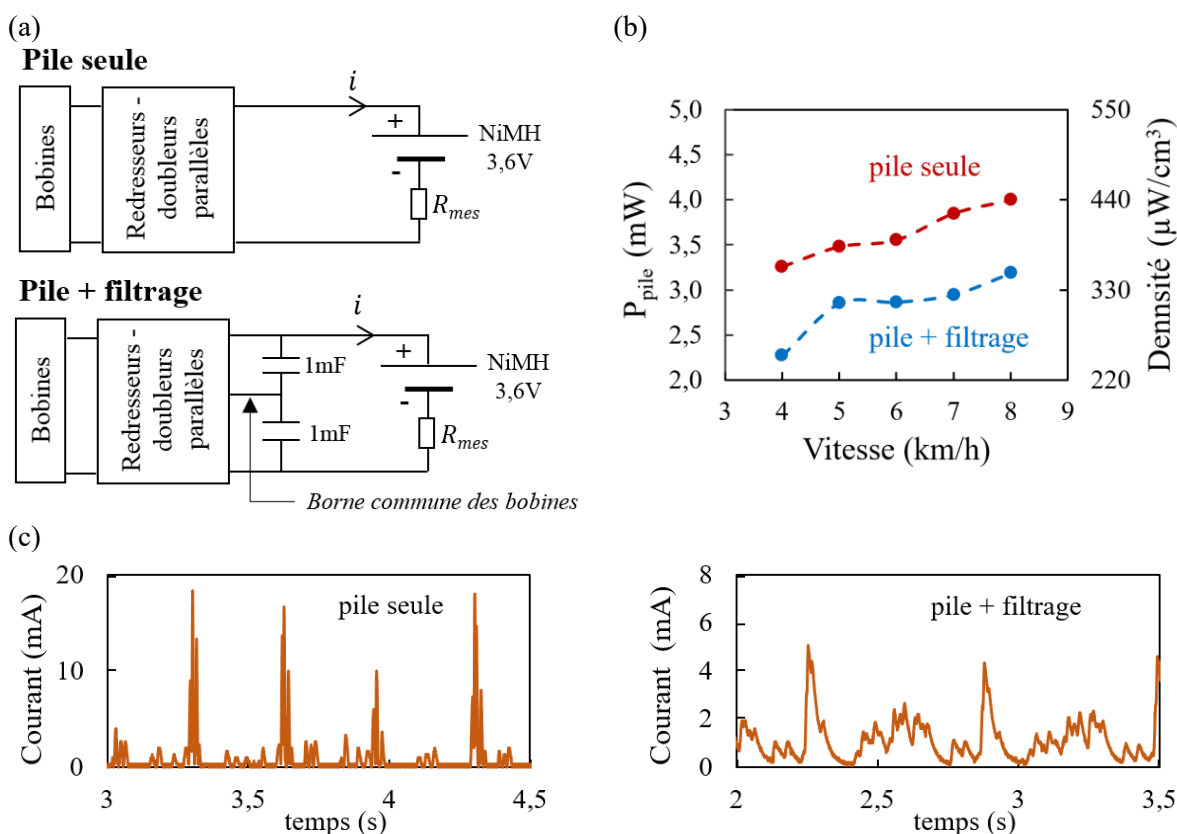 (a)
Pile seule
Bobines
Redresseurs -
doubleurs
parallèles
i
+
-
NiMH
3,6V
R_mes
Pile + filtrage
Bobines
Redresseurs -
doubleurs
parallèles
1mF
1mF
i
+
-
NiMH
3,6V
R_mes
Borne commune des bobines
(b)
5,0
4,5
4,0
3,5
3,0
2,5
2,0
P_pile (mW)
pile seule
pile + filtrage
550
440
330
220
Dennsité (µW/cm³)
3 4 5 6 7 8 9
Vitesse (km/h)
(c)
20
10
0
Courant (mA)
pile seule
3 3,5 4 4,5
temps (s)
8
6
4
2
0
Courant (mA)
pile + filtrage
2 2,5 3 3,5
temps (s)